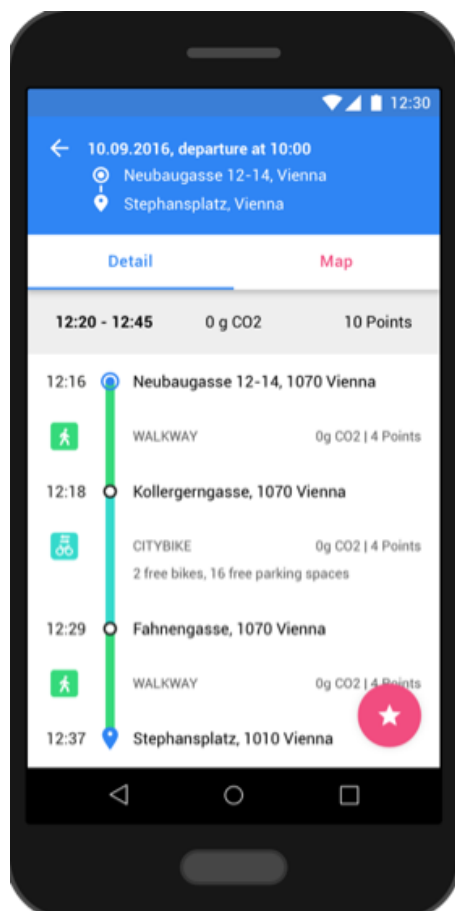 12:30
10.09.2016, departure at 10:00
Neubaugasse 12-14, Vienna
Stephansplatz, Vienna
Detail Map
12:20 - 12:45 0 g CO2 10 Points
12:16 Neubaugasse 12-14, 1070 Vienna
WALKWAY 0g CO2 | 4 Points
12:18 Kollergerngasse, 1070 Vienna
CITYBIKE 0g CO2 | 4 Points
2 free bikes, 16 free parking spaces
12:29 Fahnengasse, 1070 Vienna
WALKWAY 0g CO2 | 4 Points
12:37 Stephansplatz, 1010 Vienna